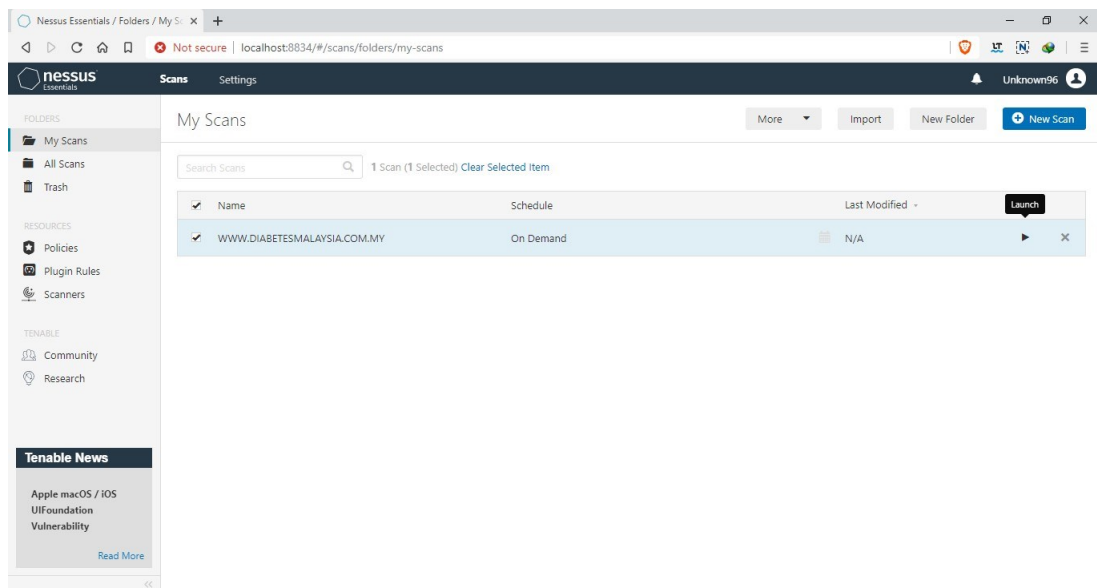 Nessus Essentials / Folders / My Sc
Not secure localhost:8834/#/scans/folders/my-scans
nessus
Essentials
Scans Settings Unknown96
FOLDERS
My Scans
All Scans
Trash
RESOURCES
Policies
Plugin Rules
Scanners
TENABLE
Community
Research
Tenable News
Apple macOS / iOS
UIFoundation
Vulnerability
Read More
My Scans More Import New Folder New Scan
Search Scans 1 Scan (1 Selected) Clear Selected Item
Name Schedule Last Modified Launch
WWW.DIABETESMALAYSIA.COM.MY On Demand N/A